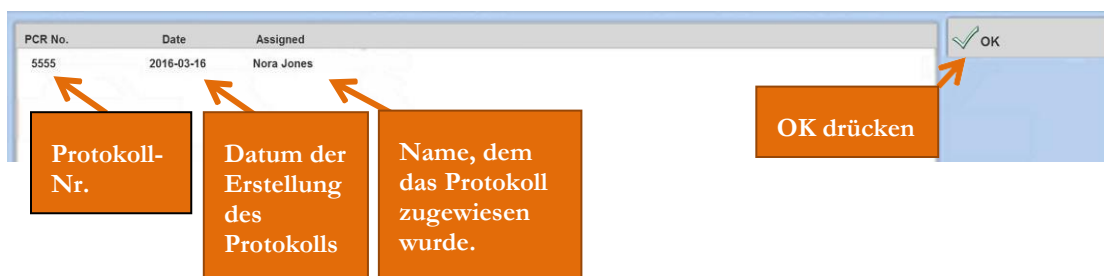 PCR No. Date Assigned
OK
5555 2016-03-16 Nora Jones
Protokoll-
Nr.
Datum der
Erstellung
des
Protokolls
Name, dem
das Protokoll
zugewiesen
wurde.
OK drücken